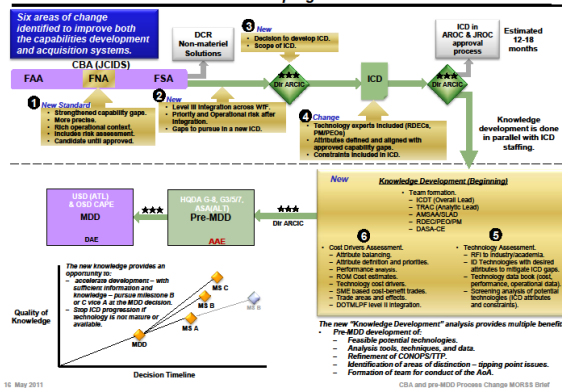 Six areas of change
identified to improve both
the capabilities development
and acquisition systems.
CBA (JCIDS)
FAA
FNA
FSA
DCR
Non-materiel
Solutions
3
New
• Decision to develop ICD.
• Scope of ICD.
Dir ARCIC
ICD
Dir ARCIC
ICD in
AROC & JROC
approval
process
Estimated
12-18
months
1
New Standard
• Strengthened capability gaps.
• More precise.
• Rich operational context.
• Includes risk assessment.
• Candidate until approved.
2
New
• Level III integration across WfF.
• Priority and Operational risk after
Integration.
• Gaps to pursue in a new ICD.
4
Change
• Technology experts included (RDECs,
PM/PEOs)
• Attributes defined and aligned with
approved capability gaps.
• Constraints included in ICD.
Knowledge
development is done
in parallel with ICD
staffing.
USD (ATL)
& USD CAPE
MDD
DAE
HQDA G-8, G3/5/7,
ASA(ALT)
Pre-MDD
AAE
Dir ARCIC
New
Knowledge Development (Beginning)
• Team formation.
– ICDT (Overall Lead)
– TRAC (Analytic Lead)
– AMSAA/SLAD
– RDEC/PEO/PM
– DASA-CE
6
• Cost Drivers Assessment.
– Attribute balancing.
– Attribute definition and priorities.
– Performance analysis.
– ROM Cost estimates.
– Technology cost drivers.
– SME based cost-benefit trades.
– Trade areas and effects.
– DOTMLPF level II integration.
5
• Technology Assessment.
– RFI to industry/academia.
– ID Technologies with desired
attributes to mitigate ICD gaps.
– Technology data book (cost,
performance, operational data).
– Screening analysis of potential
technologies (ICD attributes
and constraints).
The new knowledge provides an
opportunity to:
– accelerate development – with
sufficient information and
knowledge – pursue milestone B
or C vice A at the MDD decision.
– Stop ICD progression if
technology is not mature or
available.
Quality of
Knowledge
MDD
MS A
MS B
MS C
MS B
Decision Timeline
The new "Knowledge Development" analysis provides multiple benefit
• Pre-MDD development of:
– Feasible potential technologies.
– Analysis tools, techniques, and data.
– Refinement of CONOPS/TTP.
– Identification of areas of distinction – tipping point issues.
– Formation of team for conduct of the AoA.
16 May 2011
CBA and pre-MDD Process Change MORSS Brief